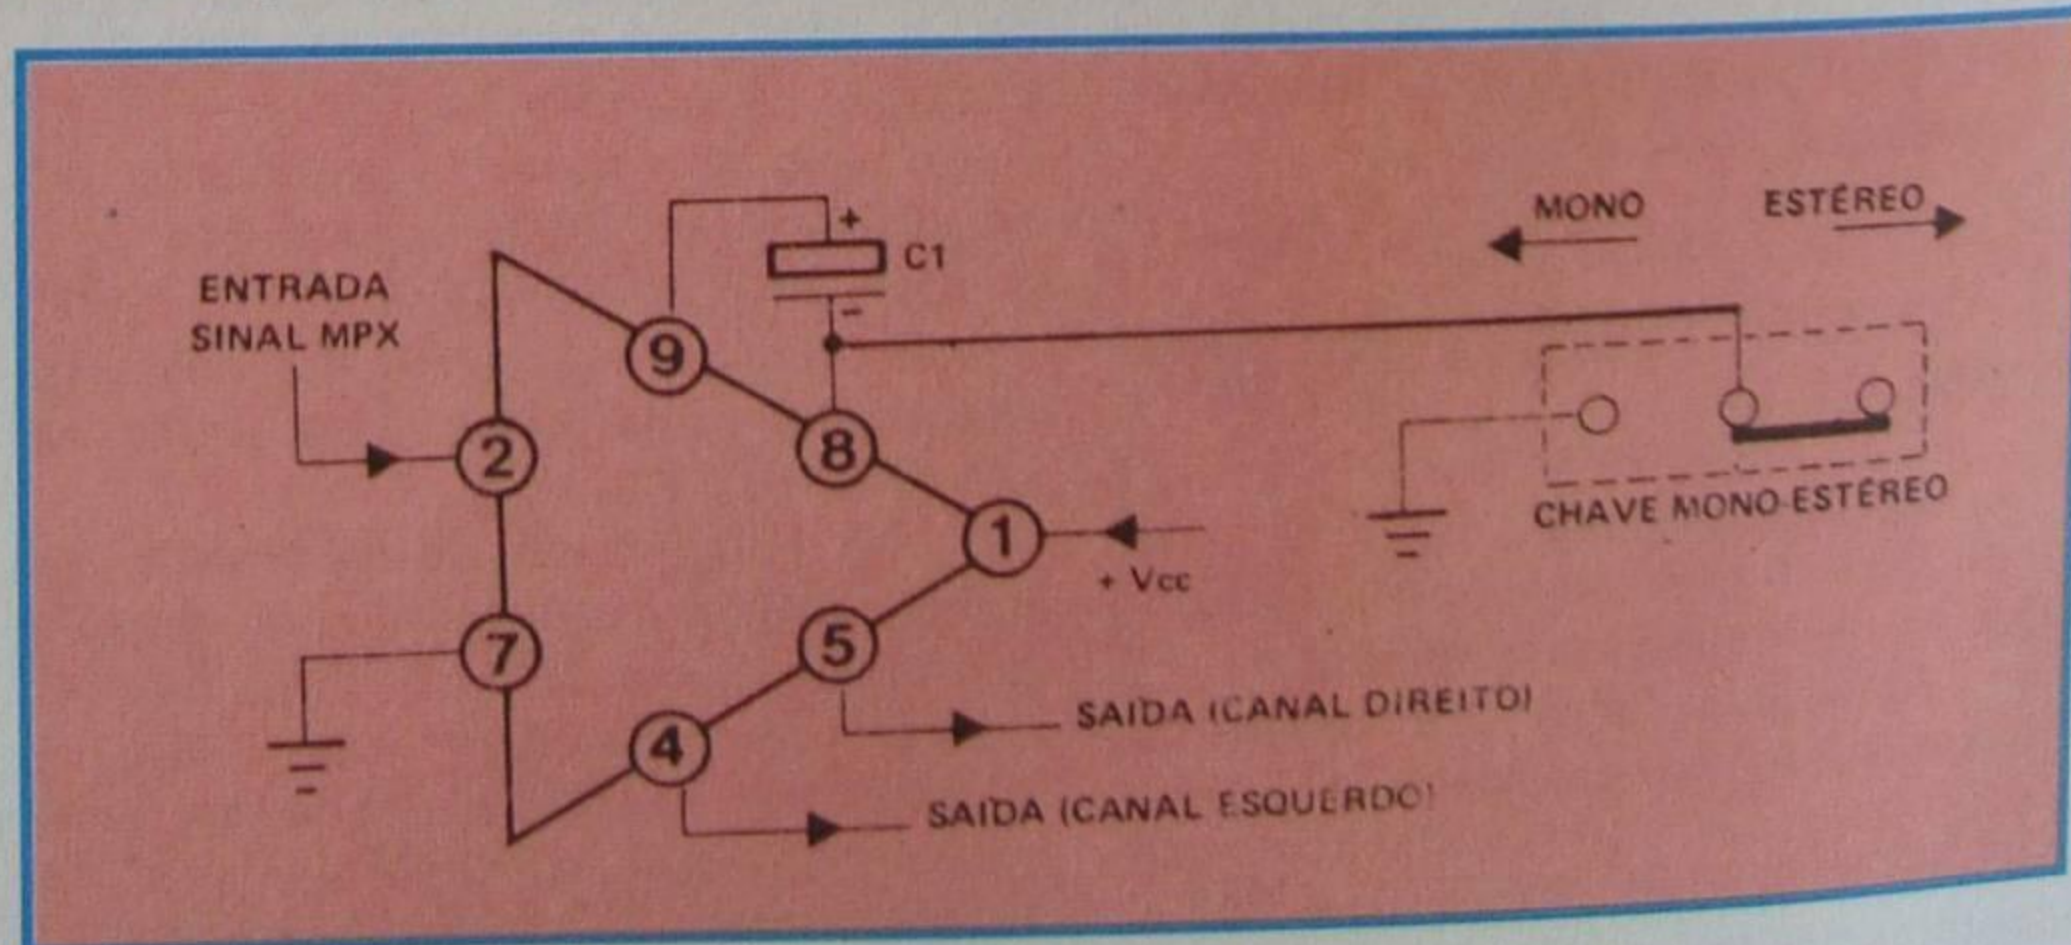 MONO
ESTÉREO
+
C1
-
ENTRADA
SINAL MPX
9
2
8
CHAVE MONO-ESTÉREO
1
+ Vcc
7
5
SAIDA (CANAL DIREITO)
4
SAIDA (CANAL ESQUERDO)